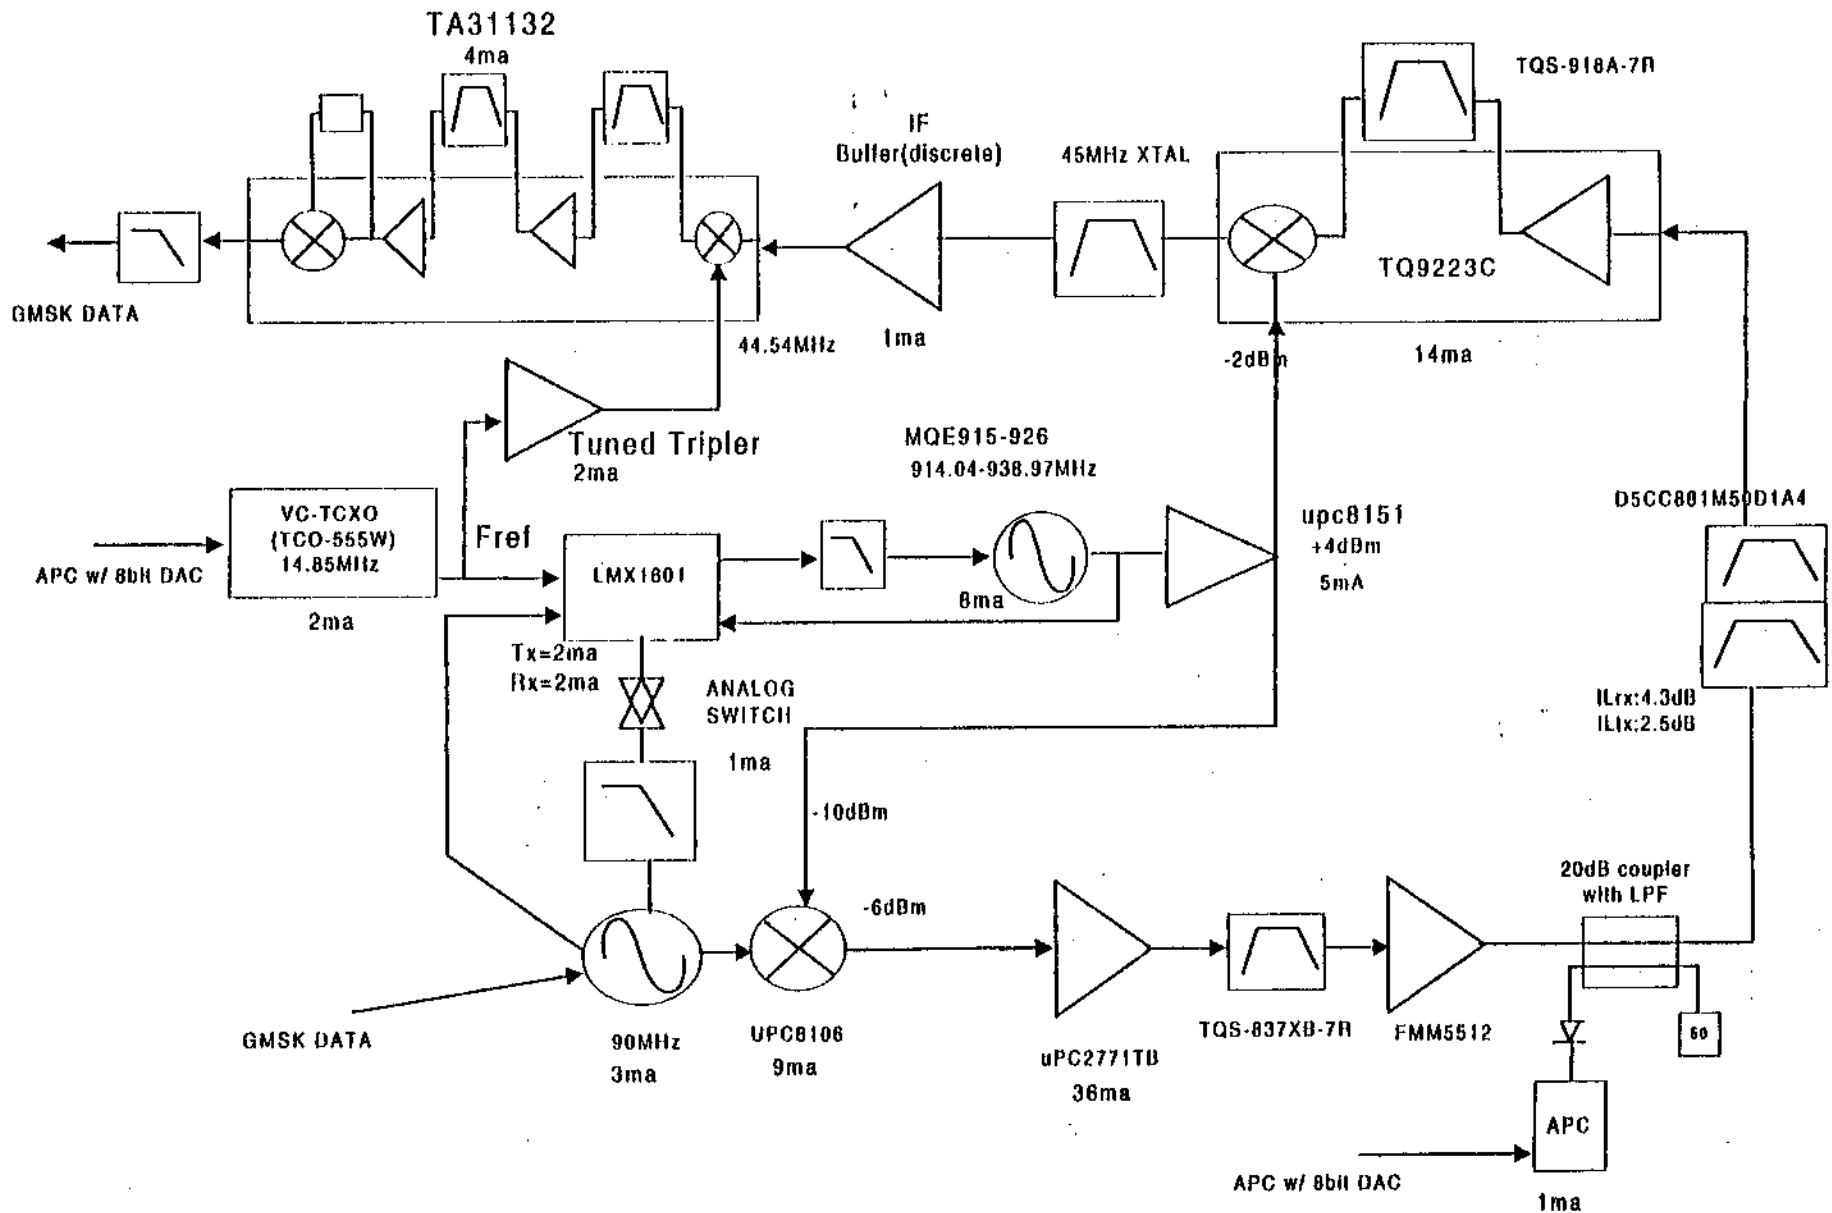 TA31132
4ma
TQS-918A-7R
IF
Buffer(discrete)
45MHz XTAL
TQ9223C
GMSK DATA
44.54MHz
1ma
-2dBm
14ma
Tuned Tripler
2ma
MQE915-926
914.04-938.97MHz
D5CC881M50D1A4
VC-TCXO
(TCO-555W)
14.85MHz
Fref
upc8151
+4dBm
5mA
APC w/ 8bit DAC
LMX1601
8ma
2ma
Tx=2ma
Rx=2ma
ANALOG
SWITCH
1ma
ILrx:4.3dB
ILtx:2.5dB
-10dBm
20dB coupler
with LPF
-6dBm
GMSK DATA
90MHz
3ma
UPC8106
9ma
uPC2771TB
36ma
TQS-837XB-7R
FMM5512
APC
APC w/ 8bit DAC
1ma